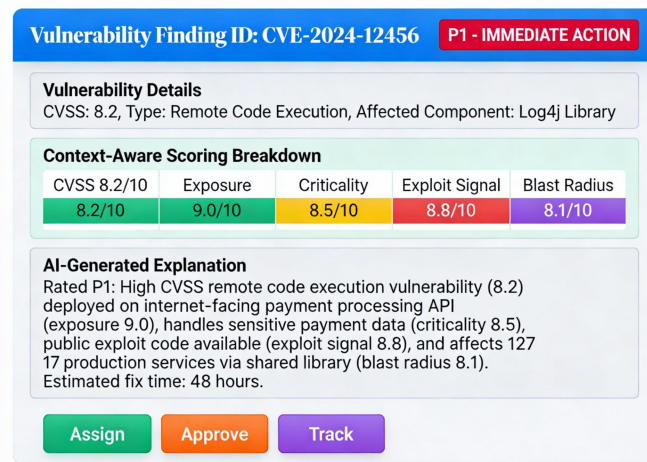 Vulnerability Finding ID: CVE-2024-12456
P1 - IMMEDIATE ACTION
Vulnerability Details
CVSS: 8.2, Type: Remote Code Execution, Affected Component: Log4j Library
Context-Aware Scoring Breakdown
CVSS 8.2/10 Exposure Criticality Exploit Signal Blast Radius
8.2/10 9.0/10 8.5/10 8.8/10 8.1/10
AI-Generated Explanation
Rated P1: High CVSS remote code execution vulnerability (8.2)
deployed on internet-facing payment processing API
(exposure 9.0), handles sensitive payment data (criticality 8.5),
public exploit code available (exploit signal 8.8), and affects 127
17 production services via shared library (blast radius 8.1).
Estimated fix time: 48 hours.
Assign Approve Track